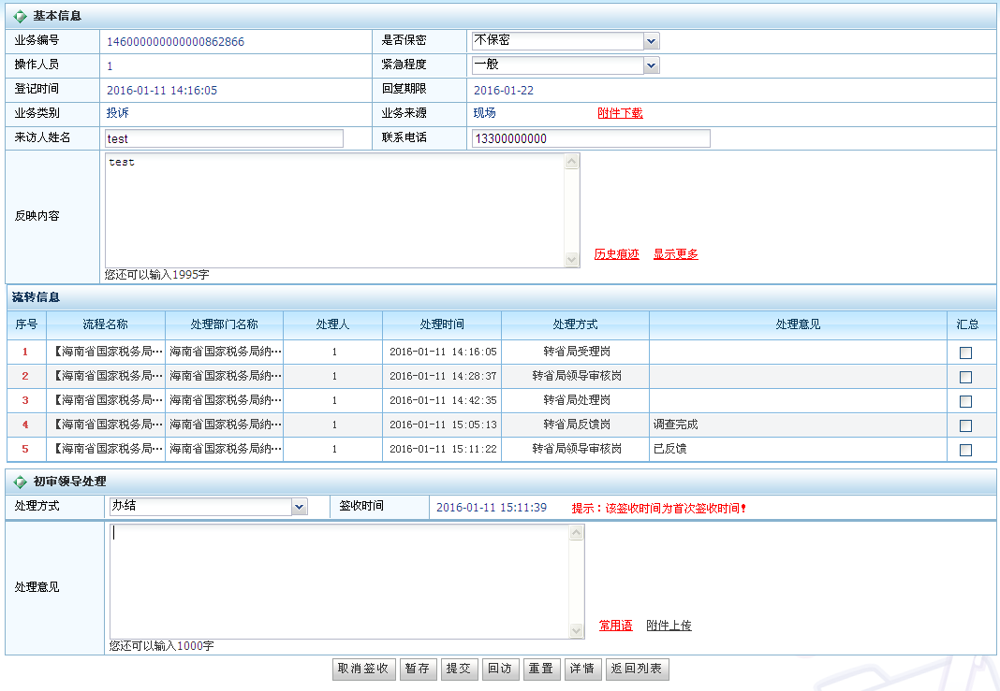 基本信息
业务编号 146000000000000862866 是否保密 不保密
操作人员 1 紧急程度 一般
登记时间 2016-01-11 14:16:05 回复期限 2016-01-22
业务类别 投诉 业务来源 现场 附件下载
来访人姓名 test 联系电话 13300000000
test
反映内容
历史痕迹 显示更多
您还可以输入1995字
流转信息
序号 流程名称 处理部门名称 处理人 处理时间 处理方式 处理意见 汇总
1 【海南省国家税务局… 海南省国家税务局纳… 1 2016-01-11 14:16:05 转省局受理岗
2 【海南省国家税务局… 海南省国家税务局纳… 1 2016-01-11 14:28:37 转省局领导审核岗
3 【海南省国家税务局… 海南省国家税务局纳… 1 2016-01-11 14:42:35 转省局处理岗
4 【海南省国家税务局… 海南省国家税务局纳… 1 2016-01-11 15:05:13 转省局反馈岗 调查完成
5 【海南省国家税务局… 海南省国家税务局纳… 1 2016-01-11 15:11:22 转省局领导审核岗 已反馈
初审领导处理
处理方式 办结 签收时间 2016-01-11 15:11:39 提示：该签收时间为首次签收时间！
处理意见
常用语 附件上传
您还可以输入1000字
取消签收 暂存 提交 回访 重置 详情 返回列表